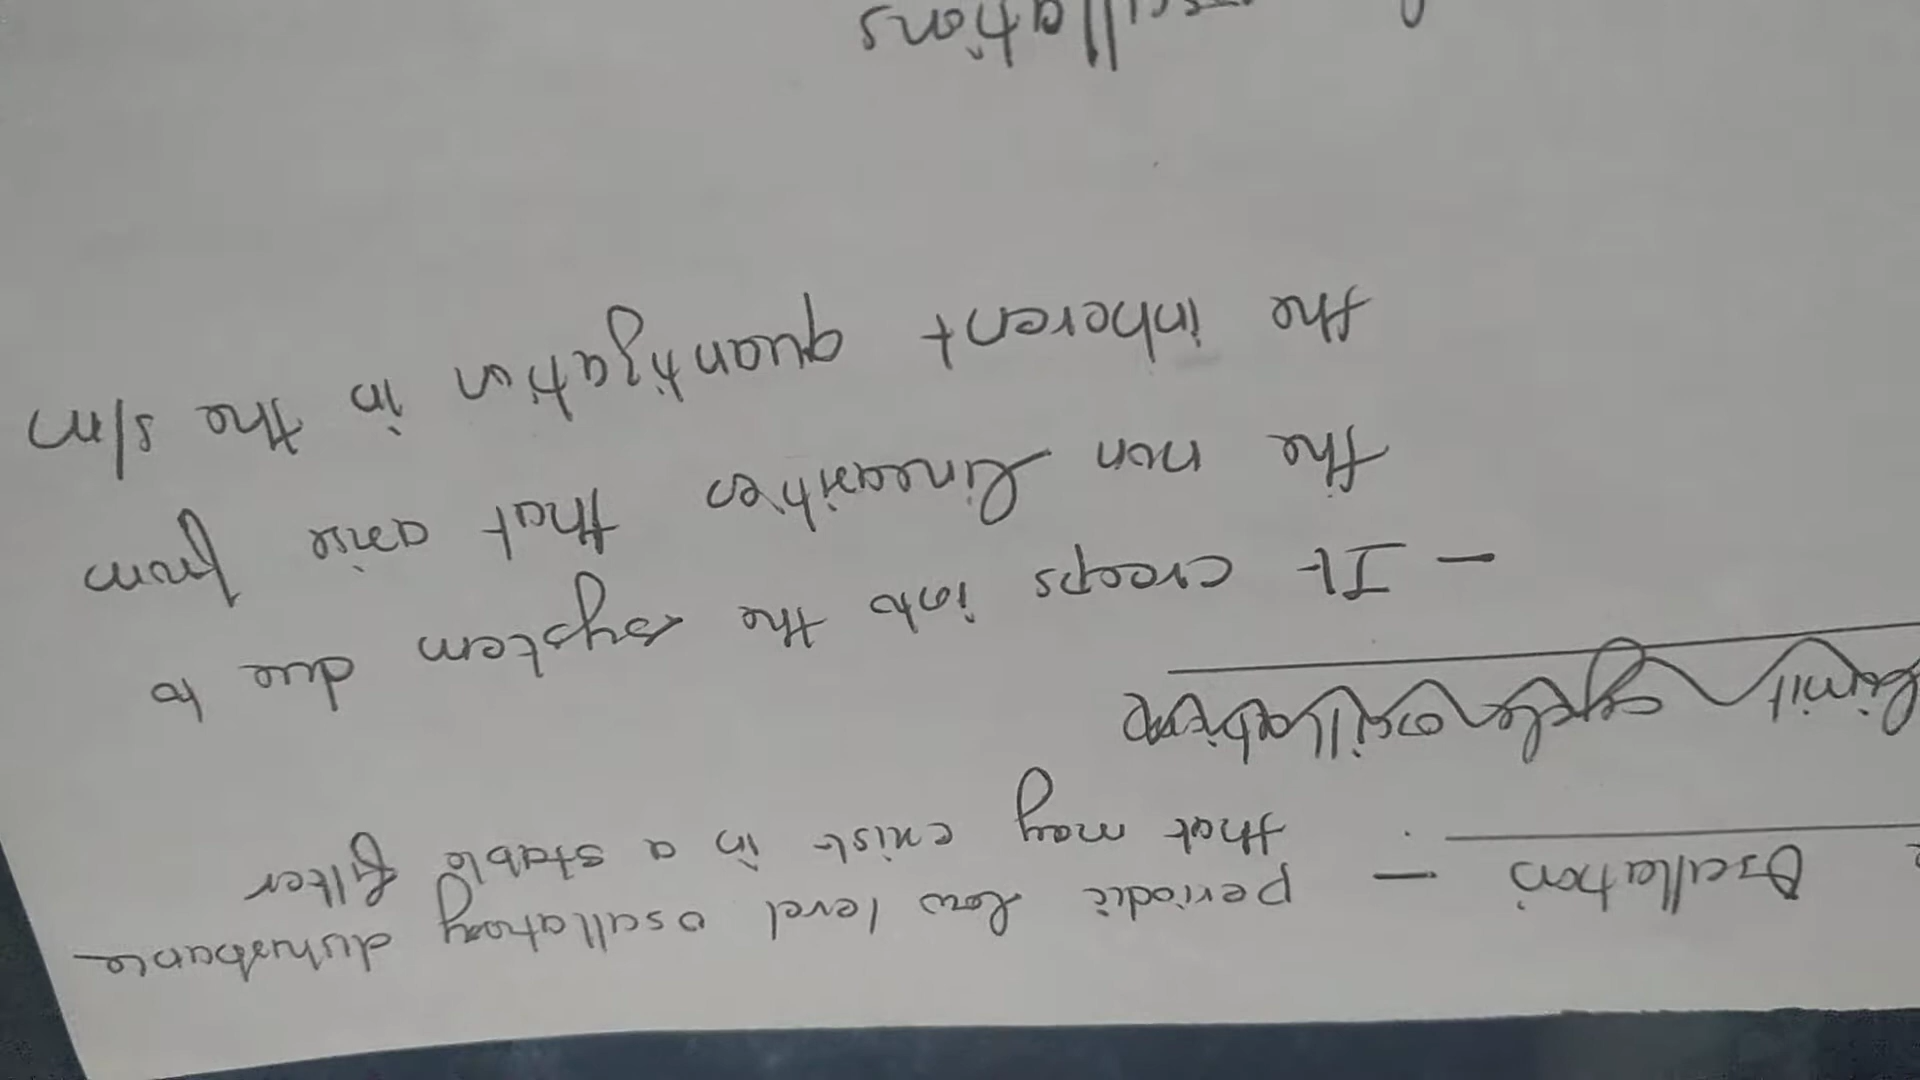 Oscillations — periodic low level oscillatory disturbance
that may exist in a stable filter
limit cycle oscillations
- It creeps into the system due to
the non linearities that arise from
the inherent quantization in the s/m
oscillations